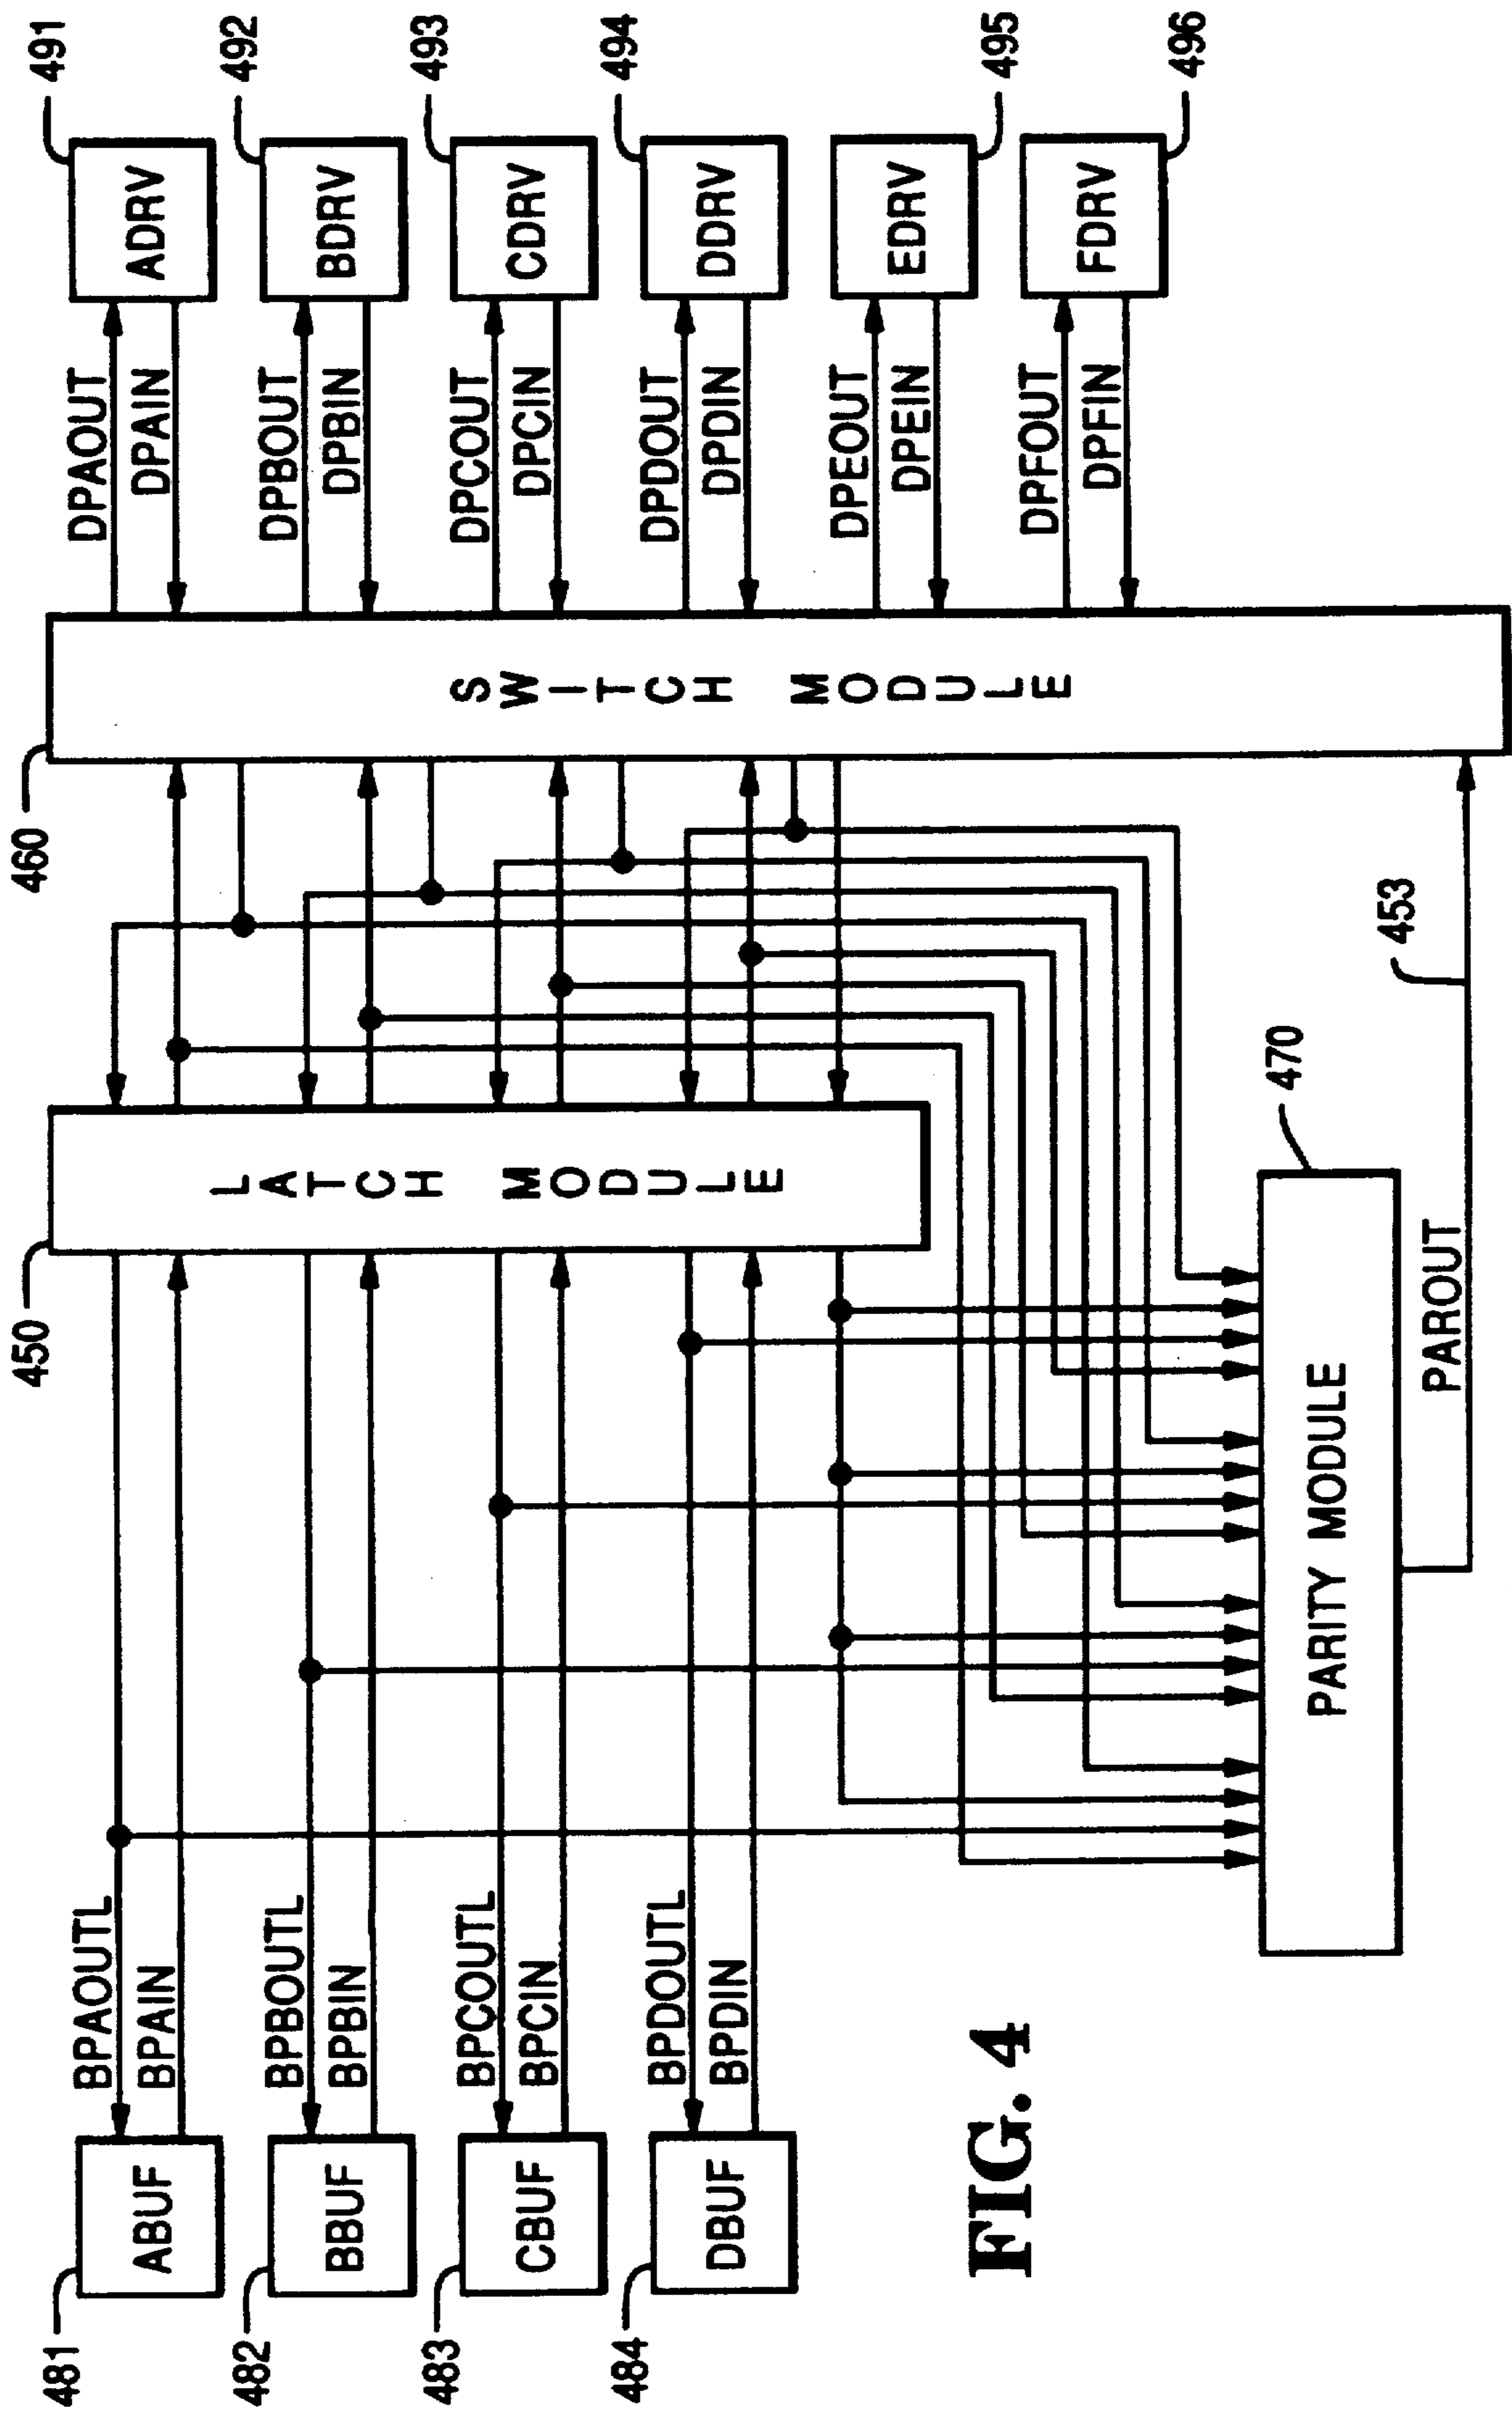 481
ABUF
BPAOUTL
BPAIN
482
BBUF
BPBOUTL
BPBIN
483
CBUF
BPCOUTL
BPCIN
484
DBUF
BPDOUTL
BPDIN
450
LATCH MODULE
460
SWITCH MODULE
DPAOUT
DPAIN
ADRV
491
DPBOUT
DPBIN
BDRV
492
DPCOUT
DPCIN
CDRV
493
DPDOUT
DPDIN
DDRV
494
DPEOUT
DPEIN
EDRV
495
DPFOUT
DPFIN
FDRV
496
470
PARITY MODULE
PAROUT
453
FIG. 4